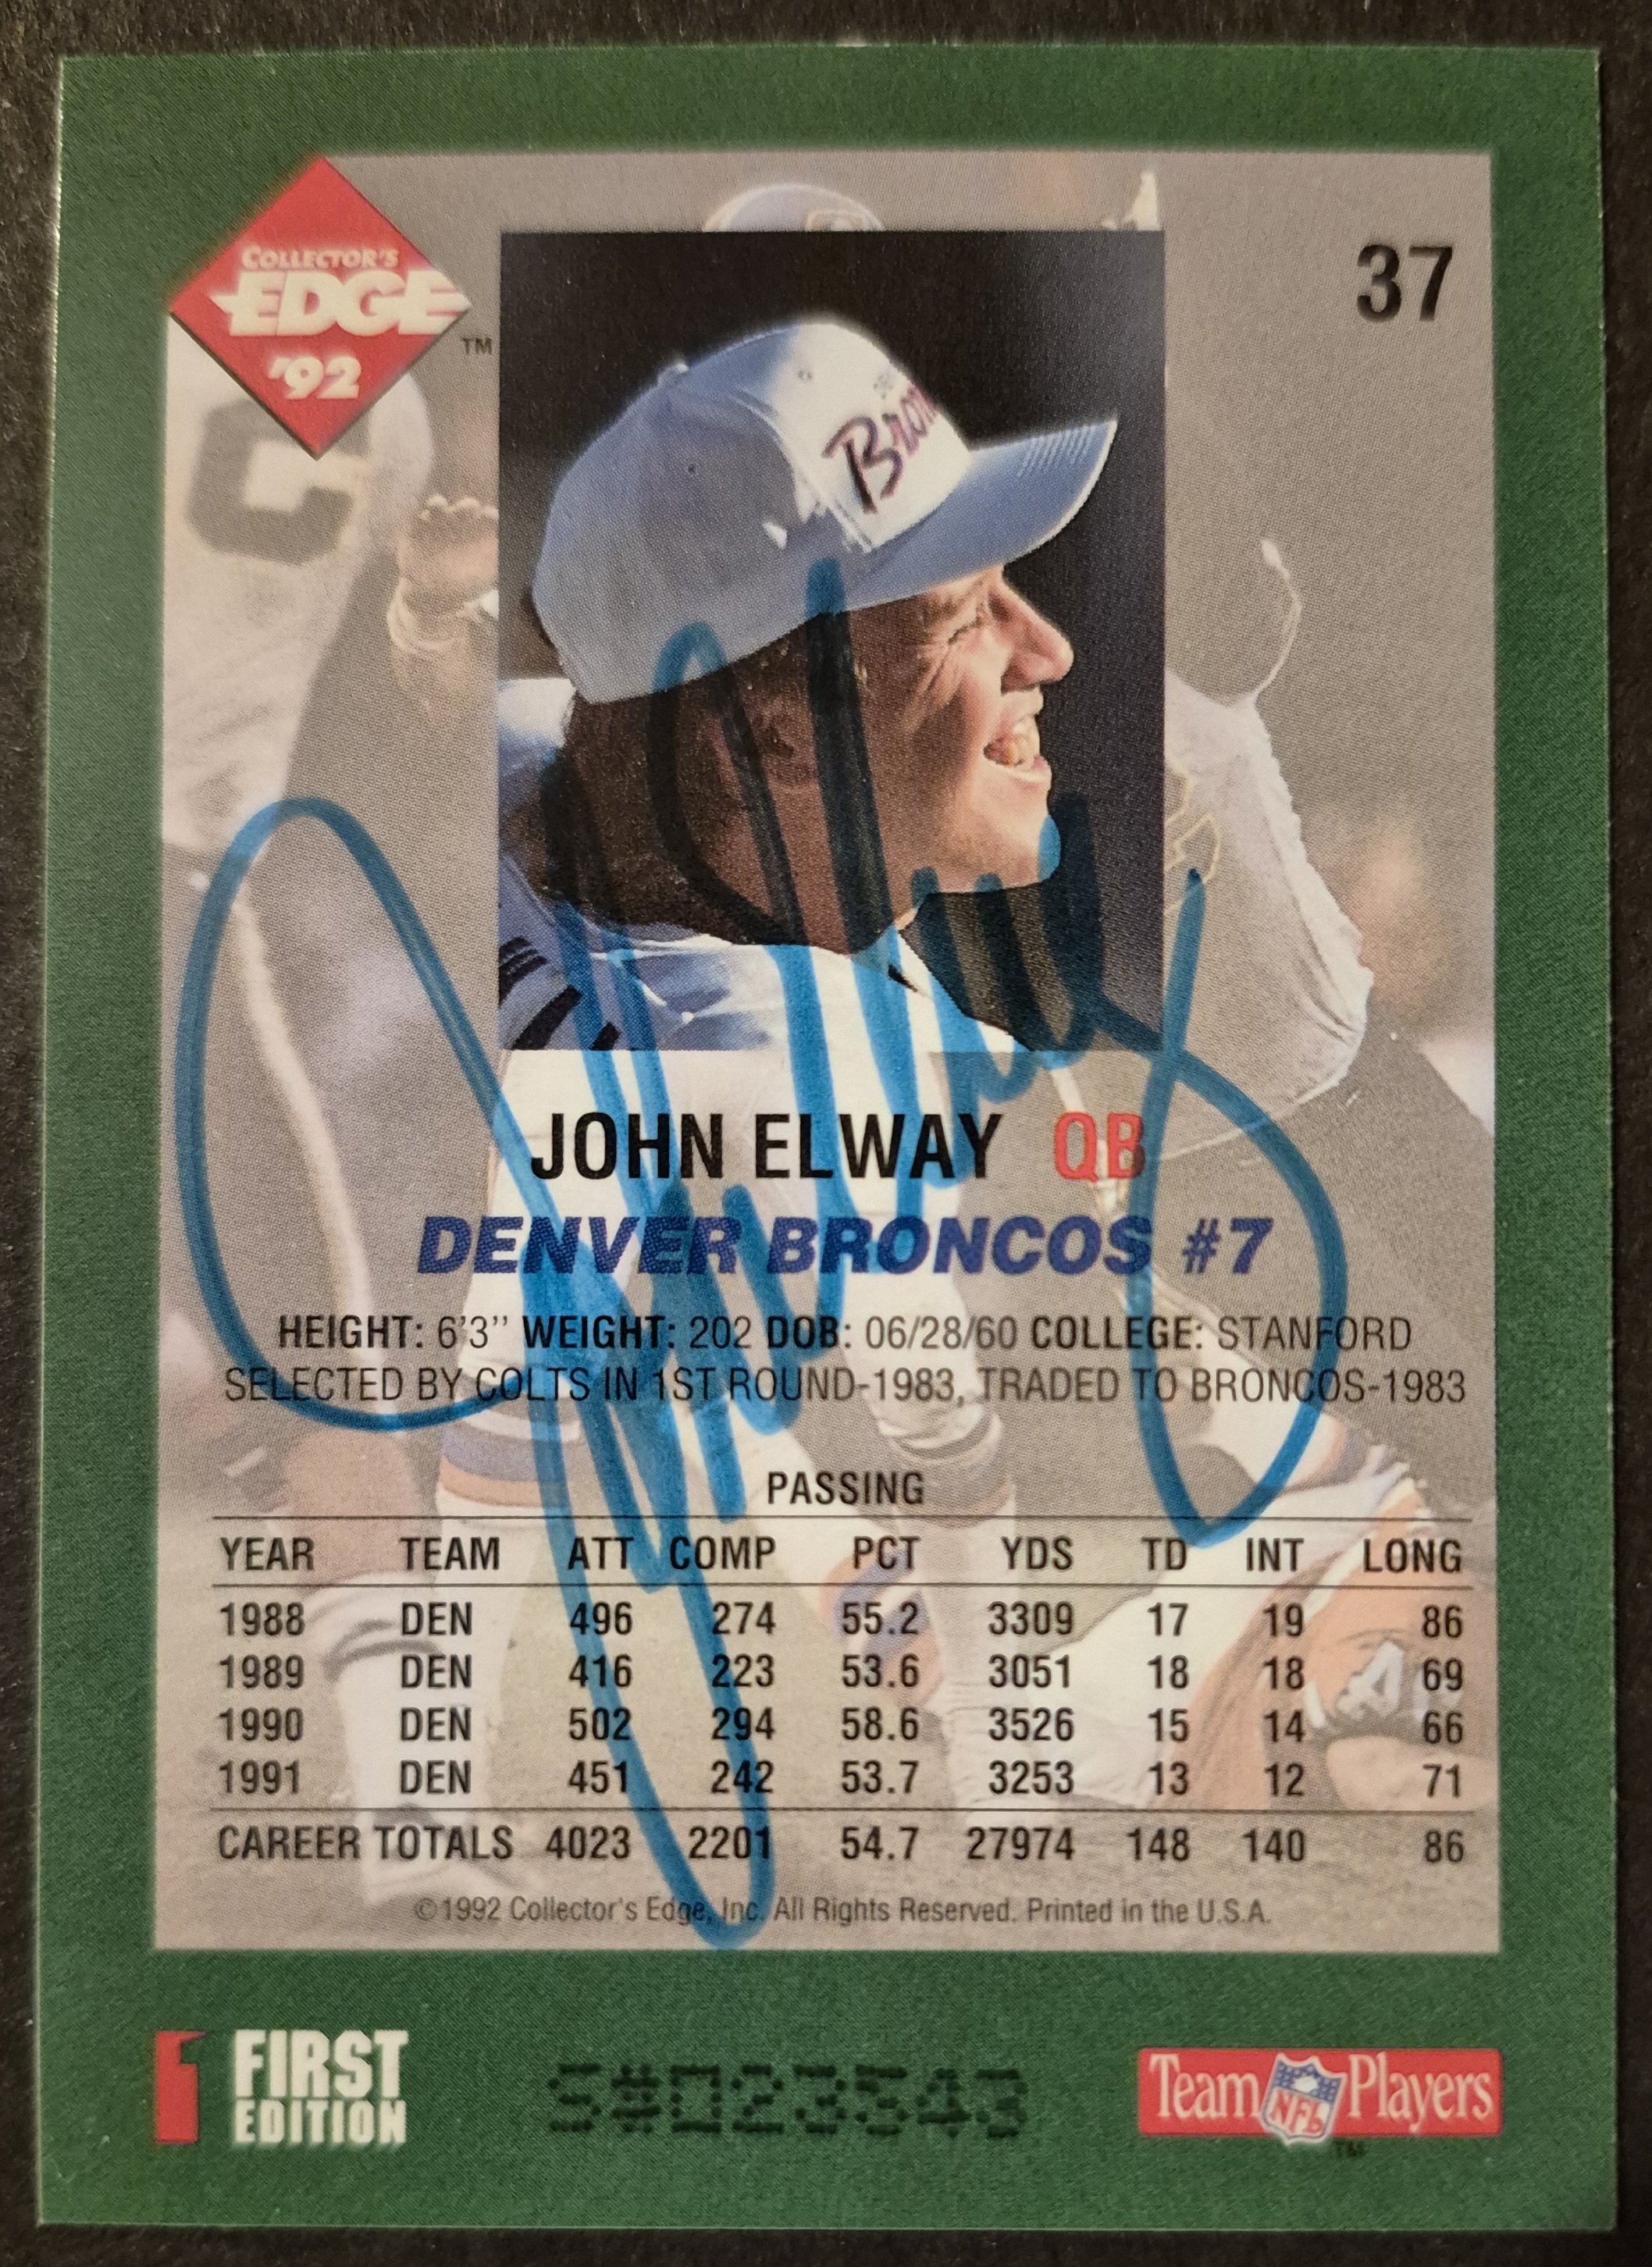 COLLECTOR'S
EDGE
'92
TM
37
JOHN ELWAY QB
DENVER BRONCOS #7
HEIGHT: 6'3'' WEIGHT: 202 DOB: 06/28/60 COLLEGE: STANFORD
SELECTED BY COLTS IN 1ST ROUND-1983, TRADED TO BRONCOS-1983
PASSING
YEAR TEAM ATT COMP PCT YDS TD INT LONG
1988 DEN 496 274 55.2 3309 17 19 86
1989 DEN 416 223 53.6 3051 18 18 69
1990 DEN 502 294 58.6 3526 15 14 66
1991 DEN 451 242 53.7 3253 13 12 71
CAREER TOTALS 4023 2201 54.7 27974 148 140 86
©1992 Collector's Edge, Inc. All Rights Reserved. Printed in the U.S.A.
1 FIRST
EDITION
S#023543
Team NFL Players